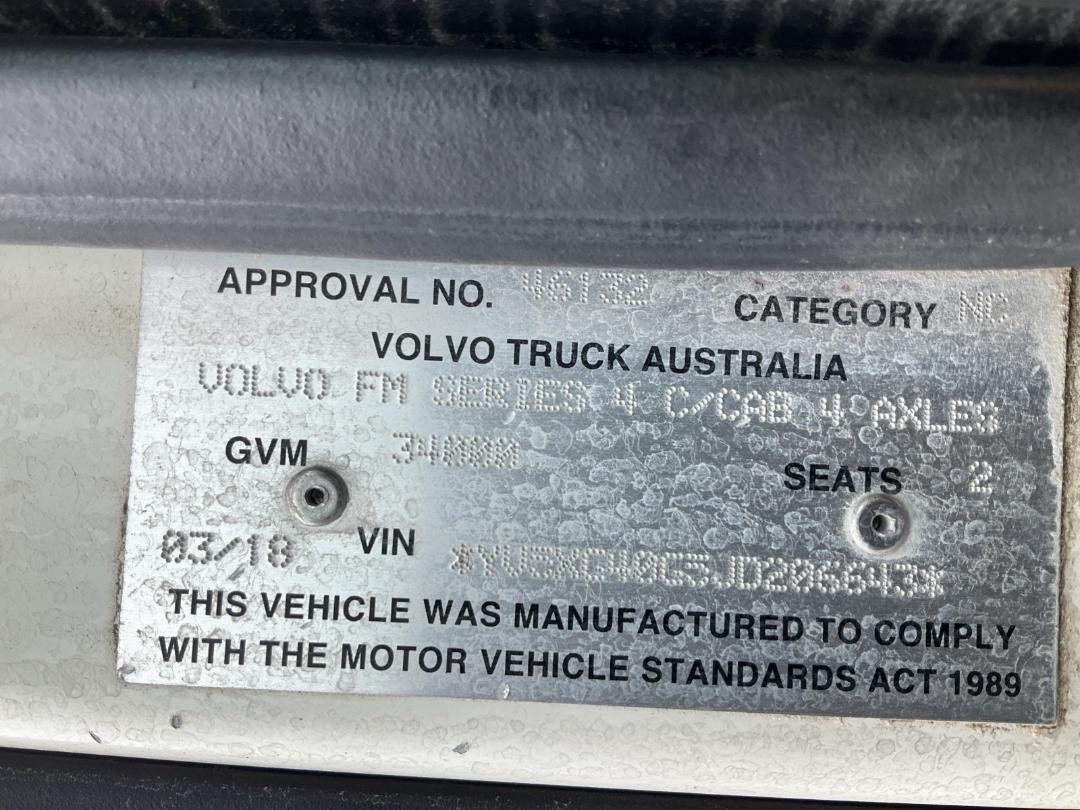 APPROVAL NO. 46132 CATEGORY NC
VOLVO TRUCK AUSTRALIA
VOLVO FM SERIES 4 C/CAB 4 AXLES
GVM 34000 SEATS 2
03/18 VIN
THIS VEHICLE WAS MANUFACTURED TO COMPLY
WITH THE MOTOR VEHICLE STANDARDS ACT 1989